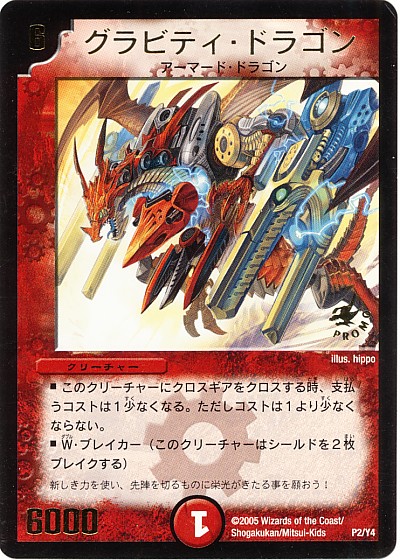 6
グラビティ・ドラゴン
アーマード・ドラゴン
PROMO
illus. hippo
クリーチャー
■ このクリーチャーにクロスギアをクロスする時、支払
うコストは1少なくなる。ただしコストは1より少なく
ならない。
■ W・ブレイカー（このクリーチャーはシールドを2枚
ブレイクする）
新しき力を使い、先陣を切るものに栄光がきたる事を願おう！
6000
1
©2005 Wizards of the Coast/
Shogakukan/Mitsui-Kids
P2/Y4